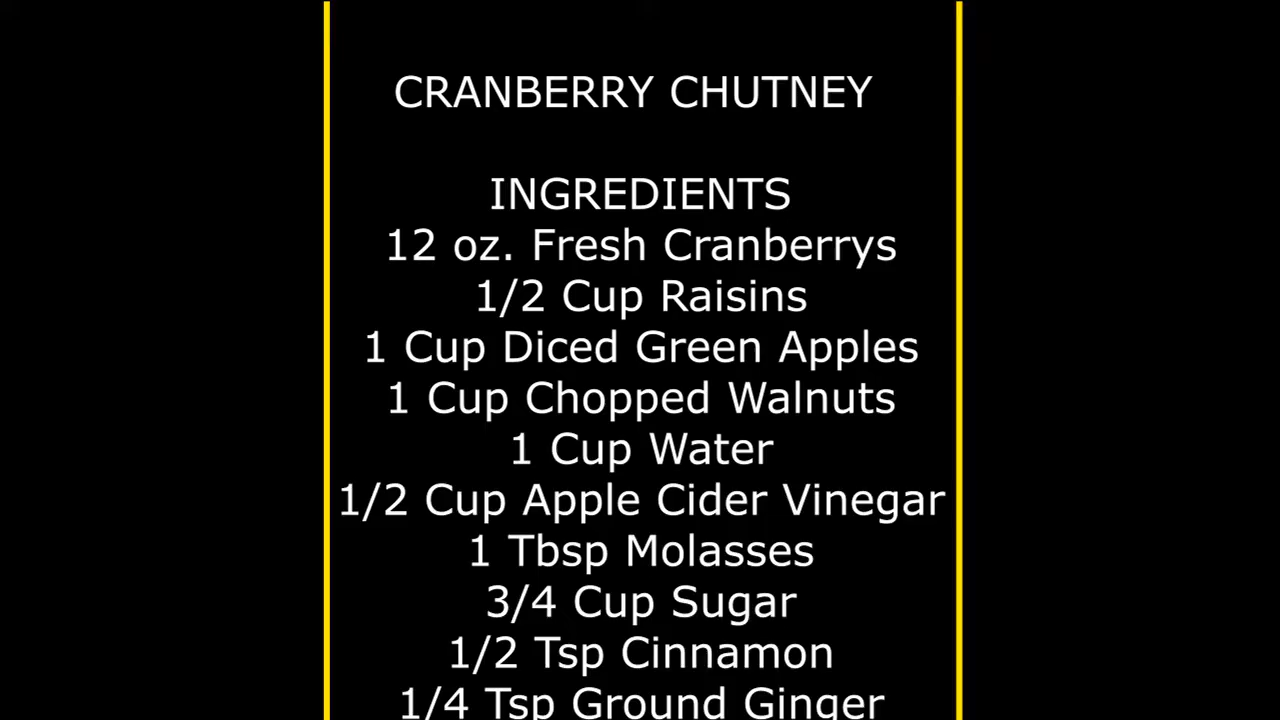 CRANBERRY CHUTNEY
INGREDIENTS
12 oz. Fresh Cranberrys
1/2 Cup Raisins
1 Cup Diced Green Apples
1 Cup Chopped Walnuts
1 Cup Water
1/2 Cup Apple Cider Vinegar
1 Tbsp Molasses
3/4 Cup Sugar
1/2 Tsp Cinnamon
1/4 Tsp Ground Ginger